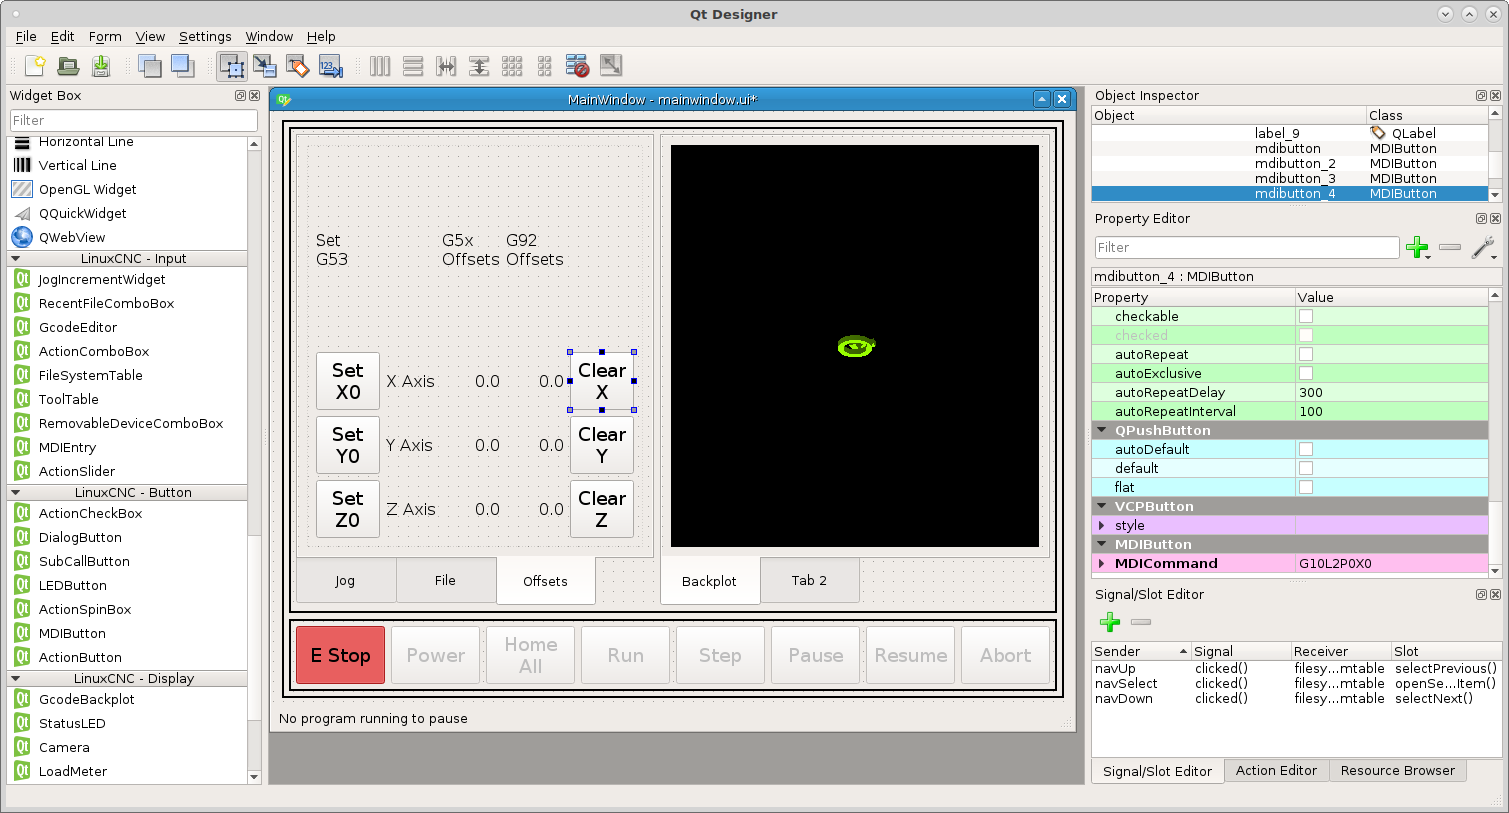 Qt Designer
File Edit Form View Settings Window Help
Widget Box
Filter
Horizontal Line
Vertical Line
OpenGL Widget
QQuickWidget
QWebView
LinuxCNC - Input
JogIncrementWidget
RecentFileComboBox
GcodeEditor
ActionComboBox
FileSystemTable
ToolTable
RemovableDeviceComboBox
MDIEntry
ActionSlider
LinuxCNC - Button
ActionCheckBox
DialogButton
SubCallButton
LEDButton
ActionSpinBox
MDIButton
ActionButton
LinuxCNC - Display
GcodeBackplot
StatusLED
Camera
LoadMeter
MainWindow - mainwindow.ui*
Set G5x G92
G53 Offsets Offsets
Set Clear
X0 X Axis 0.0 0.0 X
Set Clear
Y0 Y Axis 0.0 0.0 Y
Set Clear
Z0 Z Axis 0.0 0.0 Z
Jog File Offsets
Backplot Tab 2
E Stop Power Home All Run Step Pause Resume Abort
No program running to pause
Object Inspector
Object Class
label_9 QLabel
mdibutton MDIButton
mdibutton_2 MDIButton
mdibutton_3 MDIButton
mdibutton_4 MDIButton
Property Editor
Filter
mdibutton_4 : MDIButton
Property Value
checkable
checked
autoRepeat
autoExclusive
autoRepeatDelay 300
autoRepeatInterval 100
QPushButton
autoDefault
default
flat
VCPButton
style
MDIButton
MDICommand G10L2P0X0
Signal/Slot Editor
Sender Signal Receiver Slot
navUp clicked() filesy...mtable selectPrevious()
navSelect clicked() filesy...mtable openSe...Item()
navDown clicked() filesy...mtable selectNext()
Signal/Slot Editor Action Editor Resource Browser